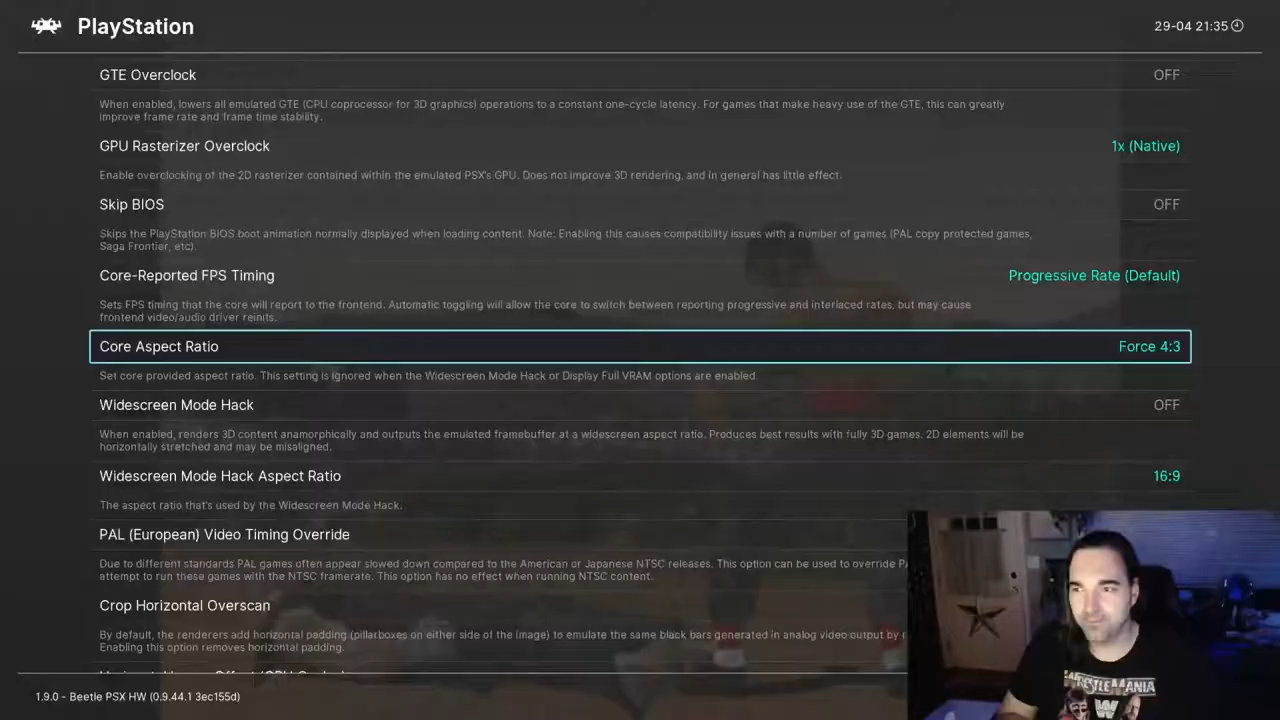 PlayStation
29-04 21:35
GTE Overclock
OFF
When enabled, lowers all emulated GTE (CPU coprocessor for 3D graphics) operations to a constant one-cycle latency. For games that make heavy use of the GTE, this can greatly
improve frame rate and frame time stability.
GPU Rasterizer Overclock
1x (Native)
Enable overclocking of the 2D rasterizer contained within the emulated PSX's GPU. Does not improve 3D rendering, and in general has little effect.
Skip BIOS
OFF
Skips the PlayStation BIOS boot animation normally displayed when loading content. Note: Enabling this causes compatibility issues with a number of games (PAL copy protected games,
Saga Frontier, etc).
Core-Reported FPS Timing
Progressive Rate (Default)
Sets FPS timing that the core will report to the frontend. Automatic toggling will allow the core to switch between reporting progressive and interlaced rates, but may cause
frontend video/audio driver reinits.
Core Aspect Ratio
Force 4:3
Set core provided aspect ratio. This setting is ignored when the Widescreen Mode Hack or Display Full VRAM options are enabled.
Widescreen Mode Hack
OFF
When enabled, renders 3D content anamorphically and outputs the emulated framebuffer at a widescreen aspect ratio. Produces best results with fully 3D games. 2D elements will be
horizontally stretched and may be misaligned.
Widescreen Mode Hack Aspect Ratio
16:9
The aspect ratio that's used by the Widescreen Mode Hack.
PAL (European) Video Timing Override
Due to different standards PAL games often appear slowed down compared to the American or Japanese NTSC releases. This option can be used to override PA
attempt to run these games with the NTSC framerate. This option has no effect when running NTSC content.
Crop Horizontal Overscan
By default, the renderers add horizontal padding (pillarboxes on either side of the image) to emulate the same black bars generated in analog video output by r
Enabling this option removes horizontal padding.
1.9.0 - Beetle PSX HW (0.9.44.1 3ec155d)
WRESTLEMANIA